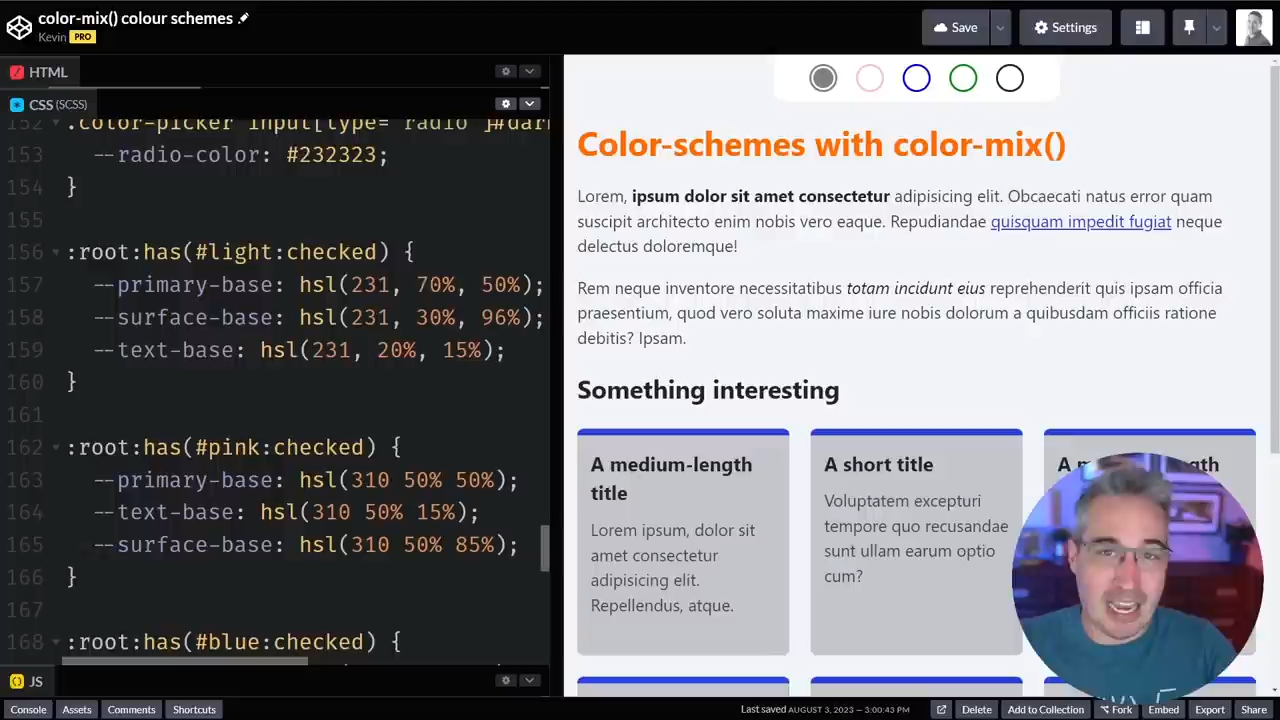 color-mix() colour schemes
Kevin PRO
Save
Settings
HTML
CSS (SCSS)
152 .color-picker input[type="radio"]#dar
153 --radio-color: #232323;
154 }
155
156 :root:has(#light:checked) {
157 --primary-base: hsl(231, 70%, 50%);
158 --surface-base: hsl(231, 30%, 96%);
159 --text-base: hsl(231, 20%, 15%);
160 }
161
162 :root:has(#pink:checked) {
163 --primary-base: hsl(310 50% 50%);
164 --text-base: hsl(310 50% 15%);
165 --surface-base: hsl(310 50% 85%);
166 }
167
168 :root:has(#blue:checked) {
JS
Color-schemes with color-mix()
Lorem, ipsum dolor sit amet consectetur adipisicing elit. Obcaecati natus error quam
suscipit architecto enim nobis vero eaque. Repudiandae quisquam impedit fugiat neque
delectus doloremque!
Rem neque inventore necessitatibus totam incidunt eius reprehenderit quis ipsam officia
praesentium, quod vero soluta maxime iure nobis dolorum a quibusdam officiis ratione
debitis? Ipsam.
Something interesting
A medium-length
title
Lorem ipsum, dolor sit
amet consectetur
adipisicing elit.
Repellendus, atque.
A short title
Voluptatem excepturi
tempore quo recusandae
sunt ullam earum optio
cum?
Console
Assets
Comments
Shortcuts
Last saved AUGUST 3, 2023 — 3:00:43 PM
Delete
Add to Collection
Fork
Embed
Export
Share